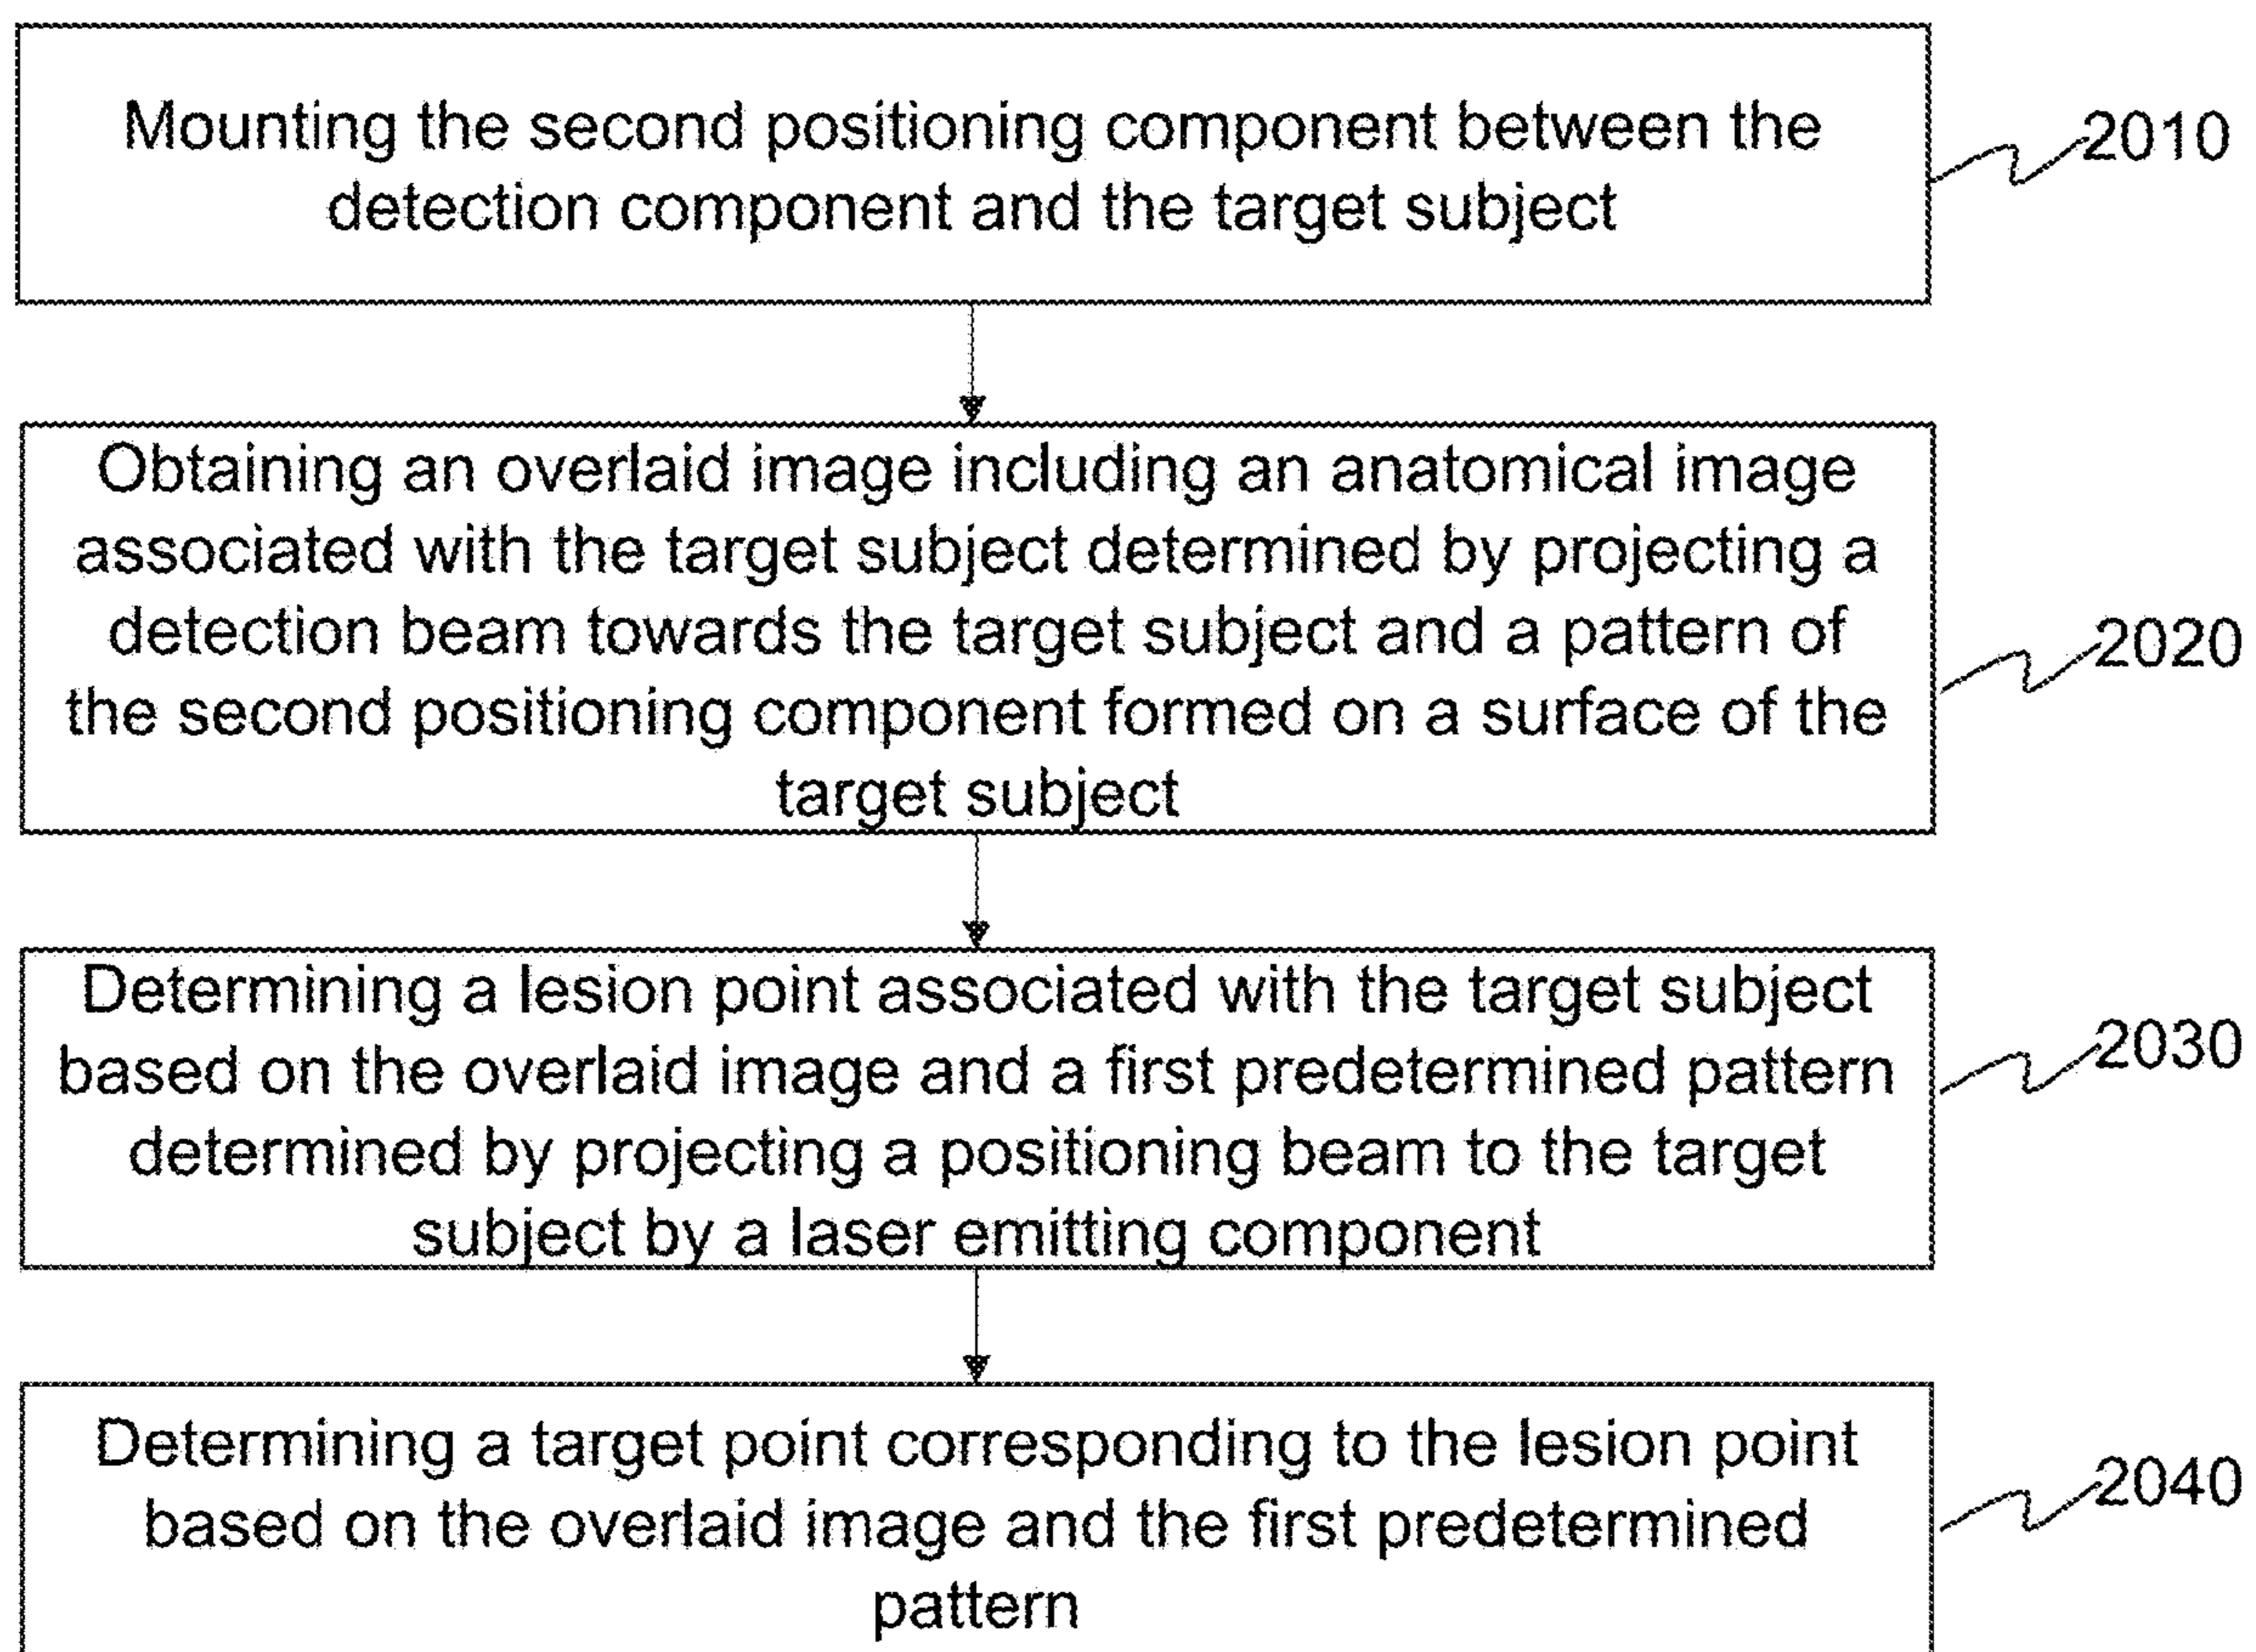 Mounting the second positioning component between the
detection component and the target subject
2010
Obtaining an overlaid image including an anatomical image
associated with the target subject determined by projecting a
detection beam towards the target subject and a pattern of
the second positioning component formed on a surface of the
target subject
2020
Determining a lesion point associated with the target subject
based on the overlaid image and a first predetermined pattern
determined by projecting a positioning beam to the target
subject by a laser emitting component
2030
Determining a target point corresponding to the lesion point
based on the overlaid image and the first predetermined
pattern
2040